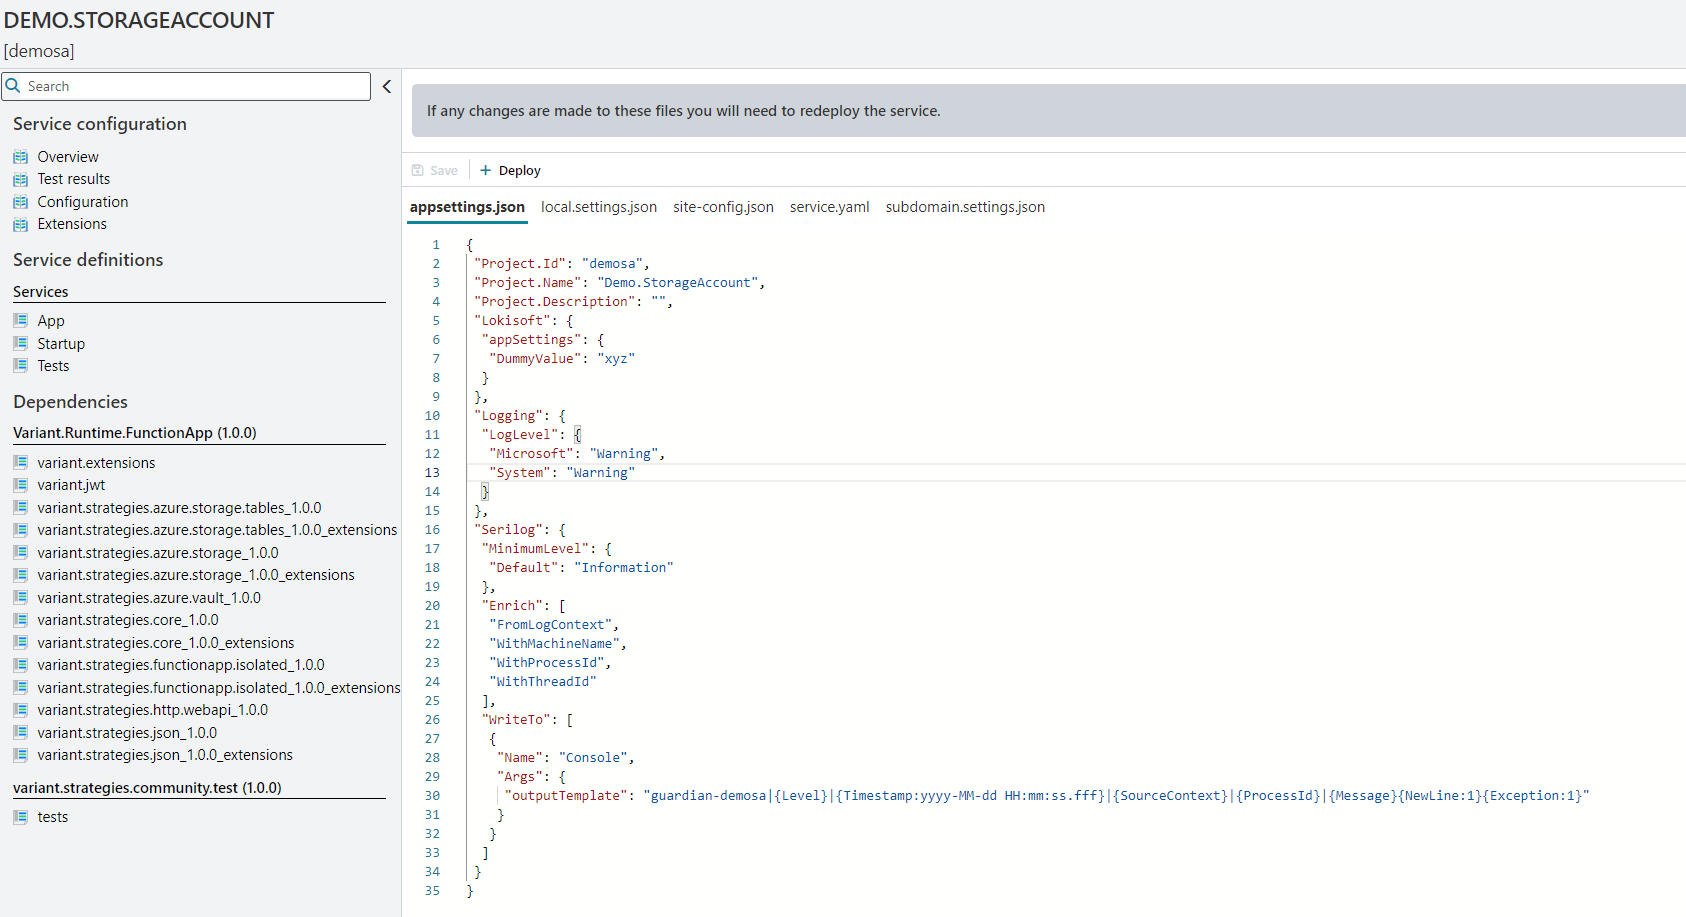 DEMO.STORAGEACCOUNT
[demosa]
Search
Service configuration
Overview
Test results
Configuration
Extensions
Service definitions
Services
App
Startup
Tests
Dependencies
Variant.Runtime.FunctionApp (1.0.0)
variant.extensions
variant.jwt
variant.strategies.azure.storage.tables_1.0.0
variant.strategies.azure.storage.tables_1.0.0_extensions
variant.strategies.azure.storage_1.0.0
variant.strategies.azure.storage_1.0.0_extensions
variant.strategies.azure.vault_1.0.0
variant.strategies.core_1.0.0
variant.strategies.core_1.0.0_extensions
variant.strategies.functionapp.isolated_1.0.0
variant.strategies.functionapp.isolated_1.0.0_extensions
variant.strategies.http.webapi_1.0.0
variant.strategies.json_1.0.0
variant.strategies.json_1.0.0_extensions
variant.strategies.community.test (1.0.0)
tests
If any changes are made to these files you will need to redeploy the service.
Save + Deploy
appsettings.json local.settings.json site-config.json service.yaml subdomain.settings.json
1 {
2 "Project.Id": "demosa",
3 "Project.Name": "Demo.StorageAccount",
4 "Project.Description": "",
5 "Lokisoft": {
6 "appSettings": {
7 "DummyValue": "xyz"
8 }
9 },
10 "Logging": {
11 "LogLevel": {
12 "Microsoft": "Warning",
13 "System": "Warning"
14 }
15 },
16 "Serilog": {
17 "MinimumLevel": {
18 "Default": "Information"
19 },
20 "Enrich": [
21 "FromLogContext",
22 "WithMachineName",
23 "WithProcessId",
24 "WithThreadId"
25 ],
26 "WriteTo": [
27 {
28 "Name": "Console",
29 "Args": {
30 "outputTemplate": "guardian-demosa|{Level}|{Timestamp:yyyy-MM-dd HH:mm:ss.fff}|{SourceContext}|{ProcessId}|{Message}{NewLine:1}{Exception:1}"
31 }
32 }
33 ]
34 }
35 }